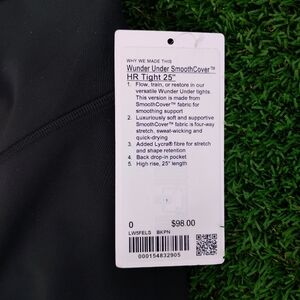 WHY WE MADE THIS
Wunder Under SmoothCover™
HR Tight 25"
1. Flow, train, or restore in our
versatile Wunder Under tights.
This version is made from
SmoothCover™ fabric for
smoothing support
2. Luxuriously soft and supportive
SmoothCover™ fabric is four-way
stretch, sweat-wicking and
quick-drying
3. Added Lycra® fibre for stretch
and shape retention
4. Back drop-in pocket
5. High rise, 25" length
0 $98.00
LW5FELS BKPN
000154832905